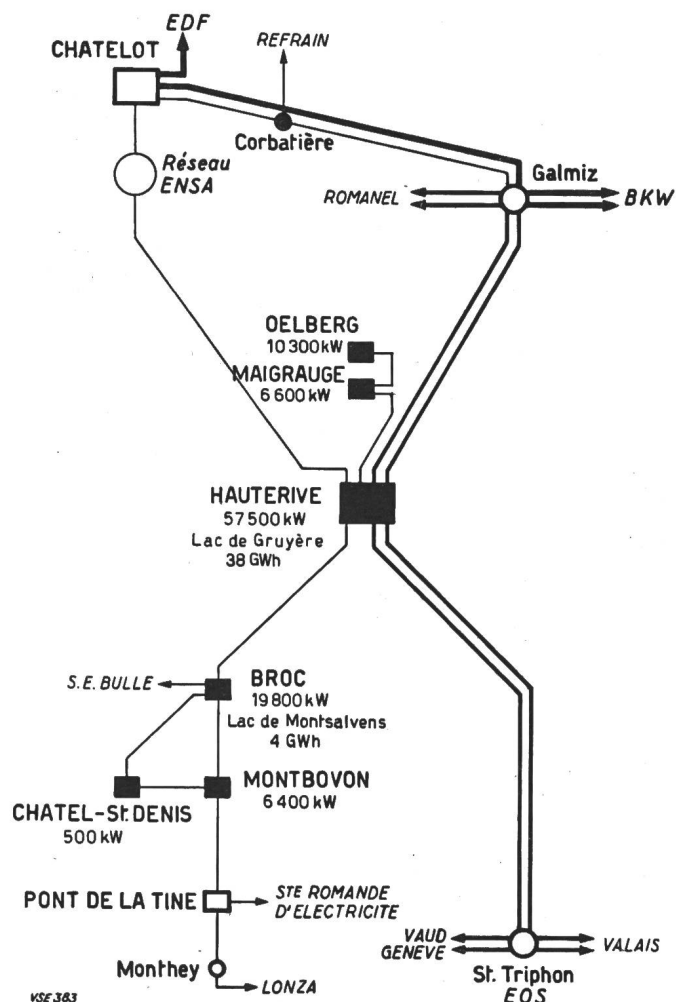 EDF
CHATELOT
REFRAIN
Corbatière
Réseau
ENSA
Galmiz
ROMANEL
BKW
OELBERG
10 300 kW
MAIGRAUGE
6 600 kW
HAUTERIVE
57 500 kW
Lac de Gruyère
38 GWh
S.E. BULLE
BROC
19 800 kW
Lac de Montsalvens
4 GWh
MONTBOVON
6 400 kW
CHATEL-St. DENIS
500 kW
PONT DE LA TINE
STE ROMANDE
D'ELECTRICITE
Monthey
LONZA
VAUD
GENEVE
VALAIS
St. Triphon
EOS
VSE 363